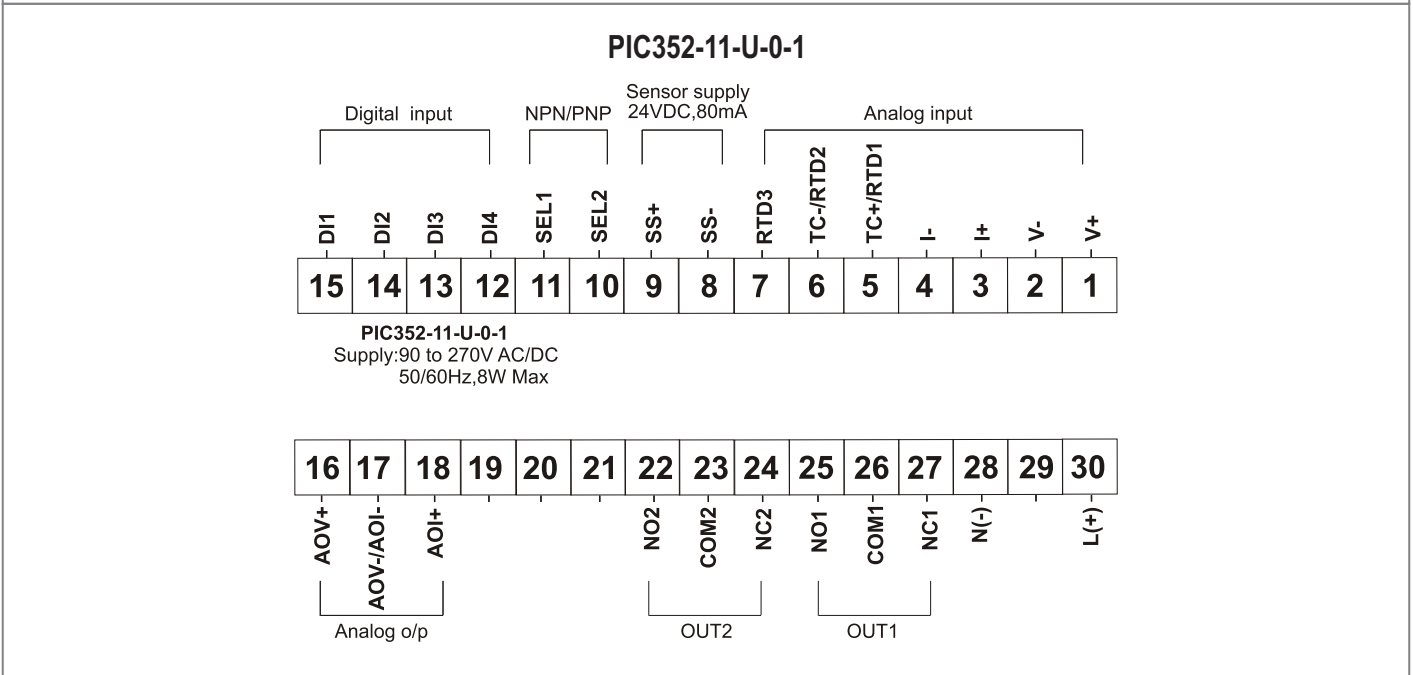 PIC352-11-U-0-1
Sensor supply
Digital input NPN/PNP 24VDC,80mA Analog input
DI1 DI2 DI3 DI4 SEL1 SEL2 SS+ SS- RTD3 TC-/RTD2 TC+/RTD1 I- I+ V- V+
15 14 13 12 11 10 9 8 7 6 5 4 3 2 1
PIC352-11-U-0-1
Supply:90 to 270V AC/DC
50/60Hz,8W Max
16 17 18 19 20 21 22 23 24 25 26 27 28 29 30
AOV+ AOV-/AOI- AOI+ NO2 COM2 NC2 NO1 COM1 NC1 N(-) L(+)
Analog o/p OUT2 OUT1